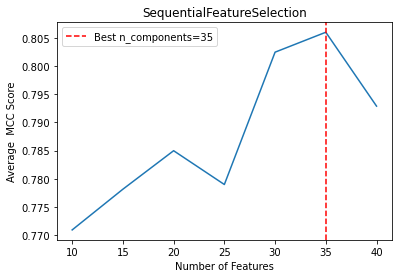 SequentialFeatureSelection
Best n_components=35
Average  MCC Score
0.805
0.800
0.795
0.790
0.785
0.780
0.775
0.770
10 15 20 25 30 35 40
Number of Features